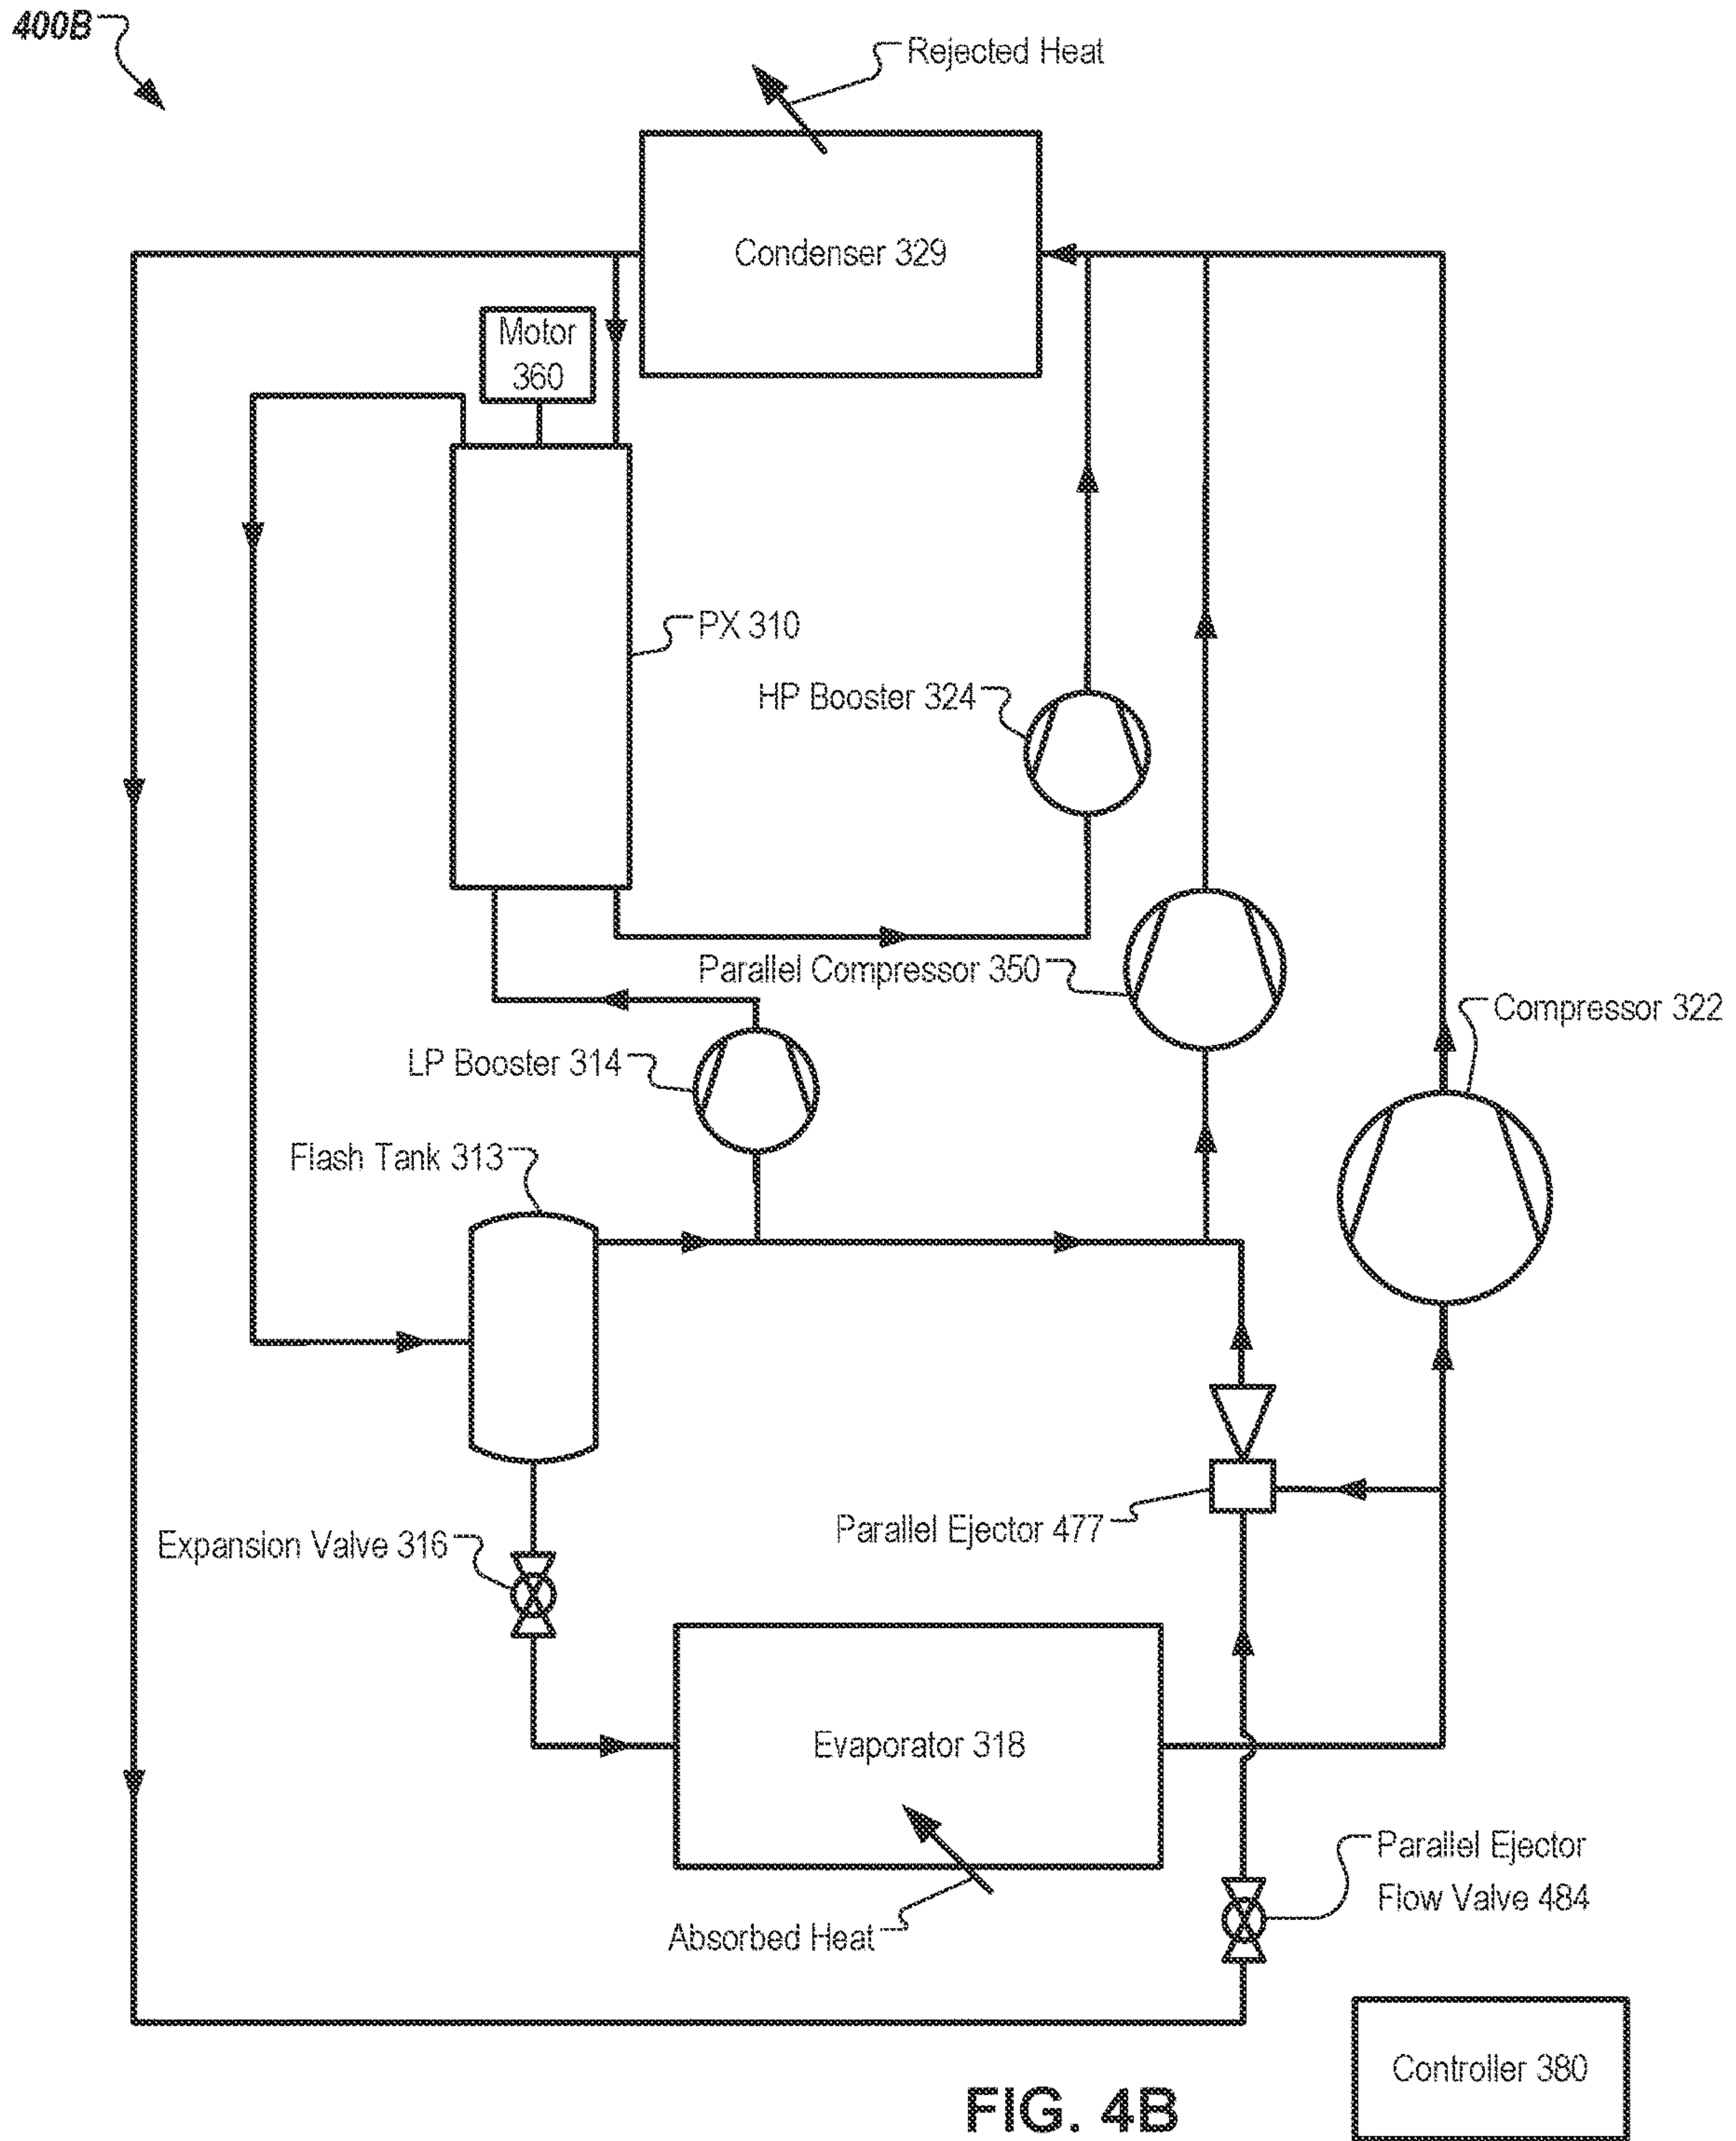 400B
Rejected Heat
Condenser 329
Motor
360
PX 310
HP Booster 324
Parallel Compressor 350
Compressor 322
LP Booster 314
Flash Tank 313
Parallel Ejector 477
Expansion Valve 316
Evaporator 318
Parallel Ejector
Flow Valve 484
Absorbed Heat
Controller 380
FIG. 4B